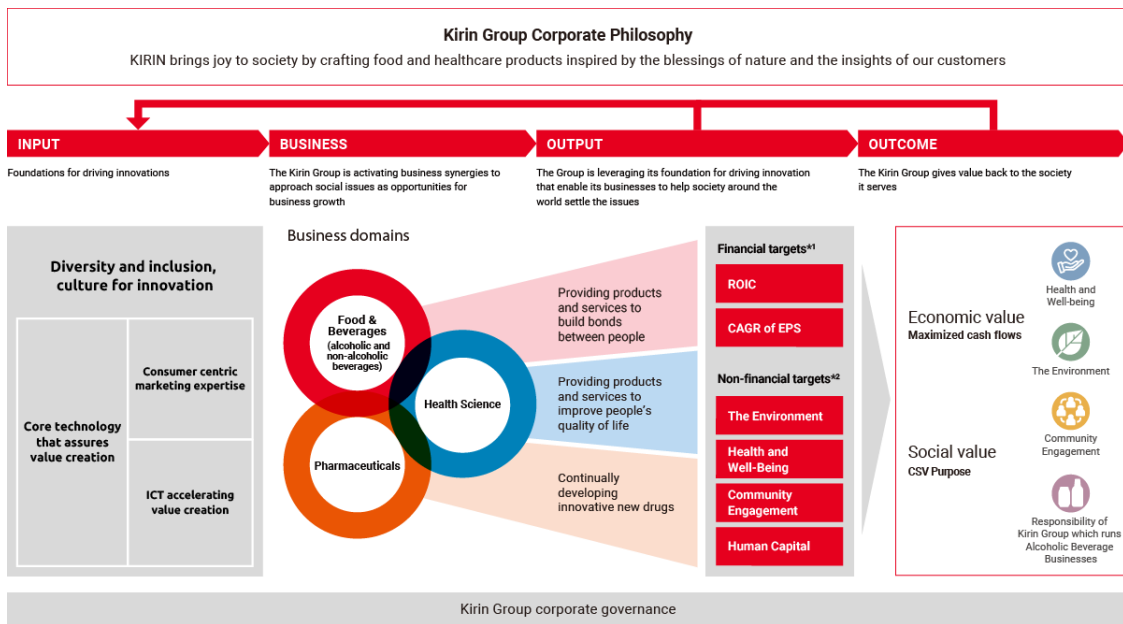 Kirin Group Corporate Philosophy
KIRIN brings joy to society by crafting food and healthcare products inspired by the blessings of nature and the insights of our customers
INPUT
BUSINESS
OUTPUT
OUTCOME
Foundations for driving innovations
The Kirin Group is activating business synergies to
approach social issues as opportunities for
business growth
The Group is leveraging its foundation for driving innovation
that enable its businesses to help society around the
world settle the issues
The Kirin Group gives value back to the society
it serves
Diversity and inclusion,
culture for innovation
Core technology
that assures
value creation
Consumer centric
marketing expertise
ICT accelerating
value creation
Business domains
Food &
Beverages
(alcoholic and
non-alcoholic
beverages)
Health Science
Pharmaceuticals
Providing products
and services to
build bonds
between people
Providing products
and services to
improve people's
quality of life
Continually
developing
innovative new drugs
Financial targets*1
ROIC
CAGR of EPS
Non-financial targets*2
The Environment
Health and
Well-Being
Community
Engagement
Human Capital
Economic value
Maximized cash flows
Social value
CSV Purpose
Health and
Well-being
The Environment
Community
Engagement
Responsibility of
Kirin Group which runs
Alcoholic Beverage
Businesses
Kirin Group corporate governance